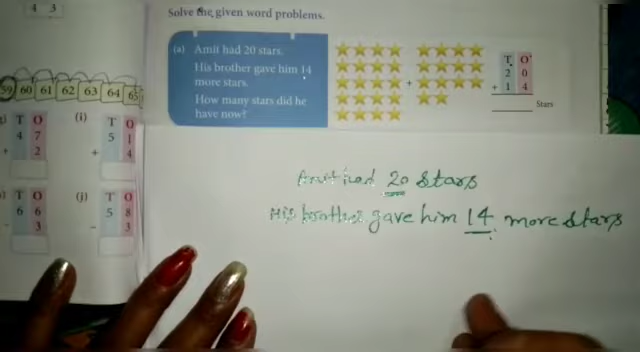 4 3
Solve the given word problems.
(a) Amit had 20 stars.
His brother gave him 14
more stars.
How many stars did he
have now?
+
T O
2 0
+ 1 4
Stars
59 60 61 62 63 64 65
T O
4 7
+ 2
(i) T O
5 1
+ 4
T O
6 6
- 3
(j) T O
5 8
- 3
Amit had 20 Stars
His brother gave him 14 more stars